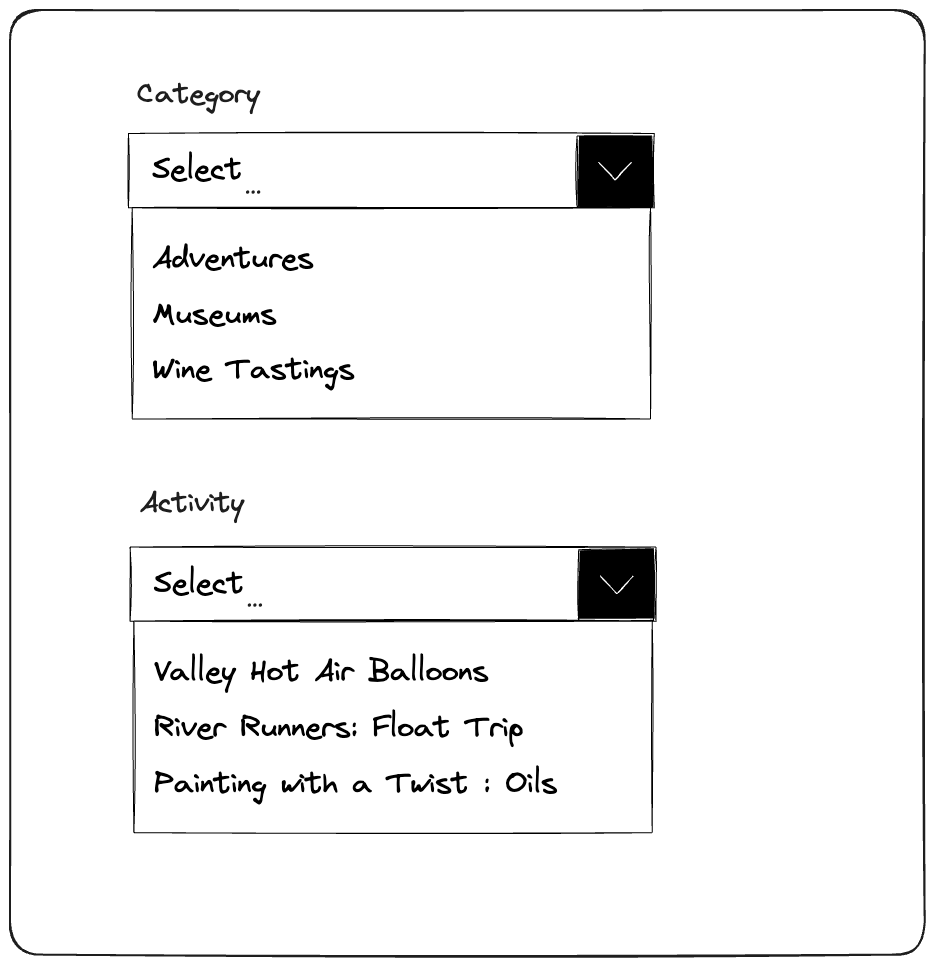 Category
Select...
Adventures
Museums
Wine Tastings
Activity
Select...
Valley Hot Air Balloons
River Runners: Float Trip
Painting with a Twist : Oils